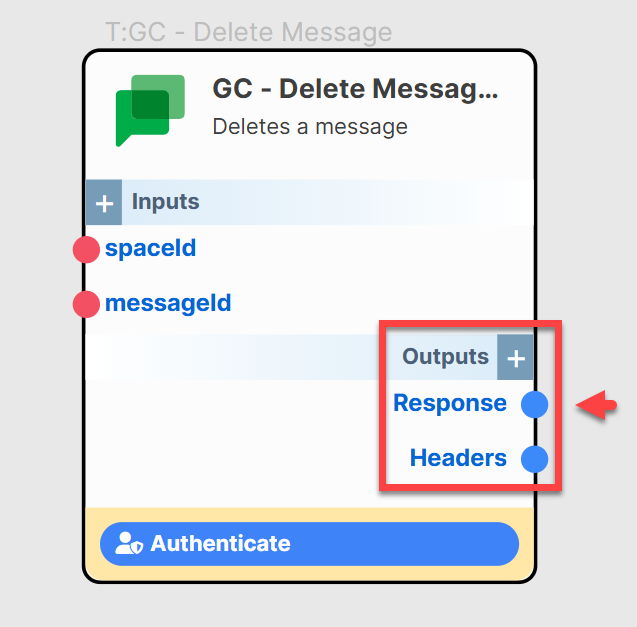 T:GC - Delete Message
GC - Delete Messag...
Deletes a message
+ Inputs
spaceId
messageId
Outputs +
Response
Headers
Authenticate